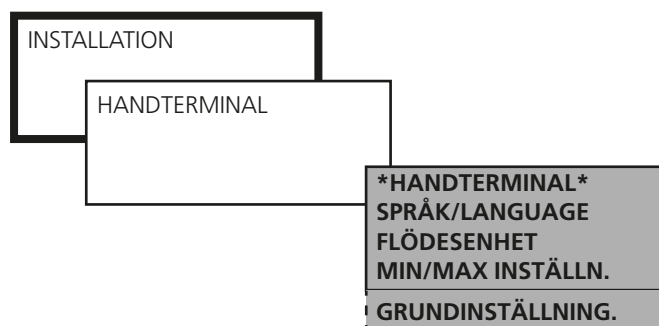 INSTALLATION
HANDTERMINAL
*HANDTERMINAL*
SPRÅK/LANGUAGE
FLÖDESENHET
MIN/MAX INSTÄLLN.
GRUNDINSTÄLLNING.